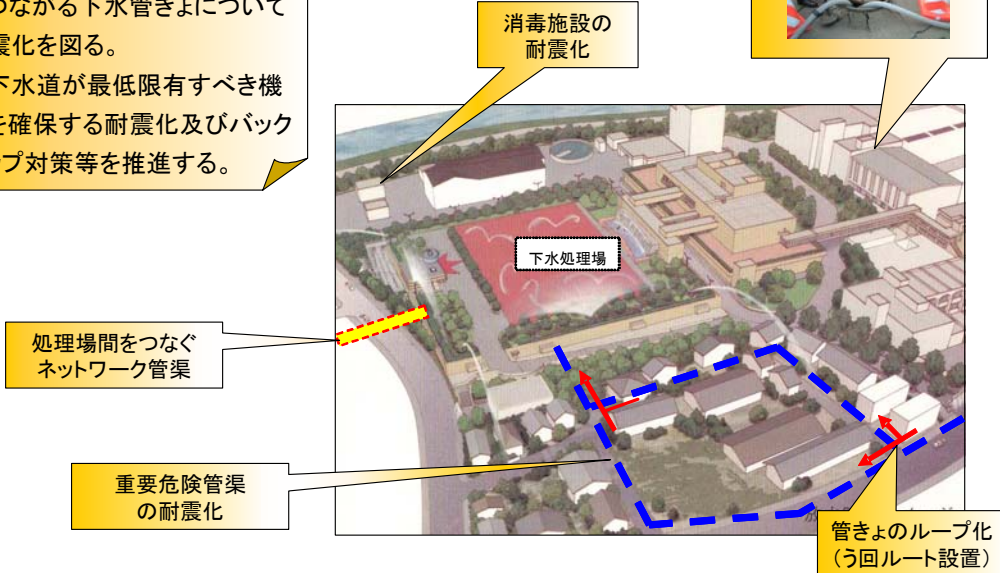 つながる下水管きょについて
震化を図る。
下水道が最低限有すべき機
を確保する耐震化及びバック
プ対策等を推進する。
消毒施設の
耐震化
下水処理場
処理場間をつなぐ
ネットワーク管渠
重要危険管渠
の耐震化
管きょのループ化
（う回ルート設置）